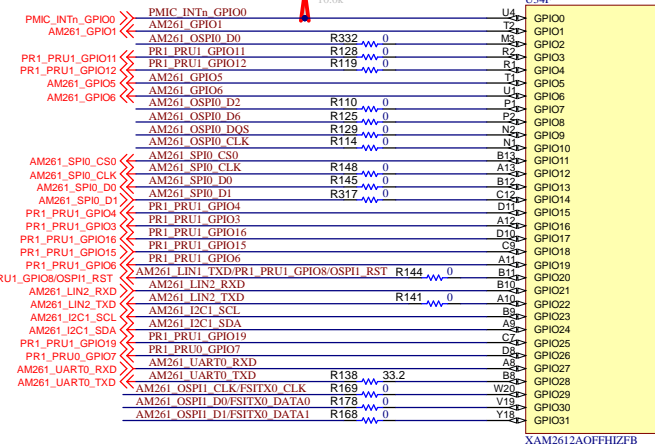 10.0k U54F
PMIC_INTn_GPIO0 PMIC_INTn_GPIO0 U4 GPIO0
AM261_GPIO1 AM261_GPIO1 T2 GPIO1
AM261_OSPI0_D0 R332 0 M3 GPIO2
PR1_PRU1_GPIO11 PR1_PRU1_GPIO11 R128 0 R2 GPIO3
PR1_PRU1_GPIO12 PR1_PRU1_GPIO12 R119 0 R1 GPIO4
AM261_GPIO5 AM261_GPIO5 T1 GPIO5
AM261_GPIO6 AM261_GPIO6 U1 GPIO6
AM261_OSPI0_D2 R110 0 P1 GPIO7
AM261_OSPI0_D6 R125 0 P2 GPIO8
AM261_OSPI0_DQS R129 0 N2 GPIO9
AM261_OSPI0_CLK R114 0 N1 GPIO10
AM261_SPI0_CS0 AM261_SPI0_CS0 B13 GPIO11
AM261_SPI0_CLK AM261_SPI0_CLK R148 0 A13 GPIO12
AM261_SPI0_D0 AM261_SPI0_D0 R145 0 B12 GPIO13
AM261_SPI0_D1 AM261_SPI0_D1 R317 0 C12 GPIO14
PR1_PRU1_GPIO4 PR1_PRU1_GPIO4 D11 GPIO15
PR1_PRU1_GPIO3 PR1_PRU1_GPIO3 A12 GPIO16
PR1_PRU1_GPIO16 PR1_PRU1_GPIO16 D10 GPIO17
PR1_PRU1_GPIO15 PR1_PRU1_GPIO15 C9 GPIO18
PR1_PRU1_GPIO6 PR1_PRU1_GPIO6 A11 GPIO19
RU1_GPIO8/OSPI1_RST AM261_LIN1_TXD/PR1_PRU1_GPIO8/OSPI1_RST R144 0 B11 GPIO20
AM261_LIN2_RXD AM261_LIN2_RXD B10 GPIO21
AM261_LIN2_TXD AM261_LIN2_TXD R141 0 A10 GPIO22
AM261_I2C1_SCL AM261_I2C1_SCL B9 GPIO23
AM261_I2C1_SDA AM261_I2C1_SDA A9 GPIO24
PR1_PRU1_GPIO19 PR1_PRU1_GPIO19 C7 GPIO25
PR1_PRU0_GPIO7 PR1_PRU0_GPIO7 D8 GPIO26
AM261_UART0_RXD AM261_UART0_RXD A8 GPIO27
AM261_UART0_TXD AM261_UART0_TXD R138 33.2 B8 GPIO28
AM261_OSPI1_CLK/FSITX0_CLK R169 0 W20 GPIO29
AM261_OSPI1_D0/FSITX0_DATA0 R178 0 V19 GPIO30
AM261_OSPI1_D1/FSITX0_DATA1 R168 0 Y18 GPIO31
XAM2612AOFFHIZFB